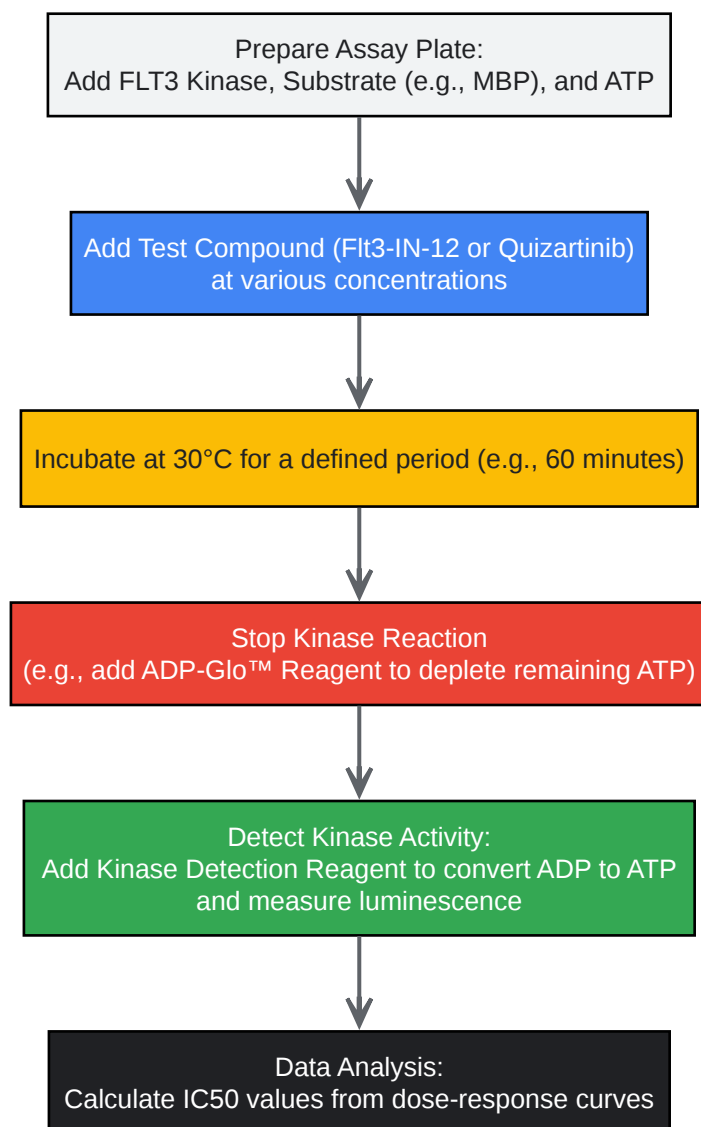 Prepare Assay Plate:
Add FLT3 Kinase, Substrate (e.g., MBP), and ATP
Add Test Compound (Flt3-IN-12 or Quizartinib)
at various concentrations
Incubate at 30°C for a defined period (e.g., 60 minutes)
Stop Kinase Reaction
(e.g., add ADP-Glo™ Reagent to deplete remaining ATP)
Detect Kinase Activity:
Add Kinase Detection Reagent to convert ADP to ATP
and measure luminescence
Data Analysis:
Calculate IC50 values from dose-response curves